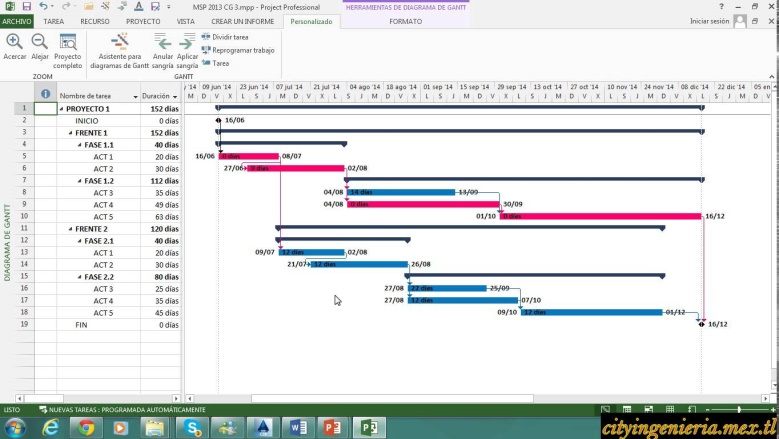 MSP 2013 CG 3.mpp - Project Professional
HERRAMIENTAS DE DIAGRAMA DE GANTT
ARCHIVO TAREA RECURSO PROYECTO VISTA CREAR UN INFORME Personalizado FORMATO Iniciar sesión
Acercar Alejar Proyecto completo
ZOOM
Asistente para diagramas de Gantt
Anular sangría
Aplicar sangría
Dividir tarea
Reprogramar trabajo
Tarea
GANTT
Nombre de tarea Duración
'14 09 jun '14 23 jun '14 07 jul '14 21 jul '14 04 ago '14 18 ago '14 01 sep '14 15 sep '14 29 sep '14 13 oct '14 27 oct '14 10 nov '14 24 nov '14 08 dic '14 22 dic '14 05 en
DIAGRAMA DE GANTT
1 PROYECTO 1 152 días
2 INICIO 0 días 16/06
3 FRENTE 1 152 días
4 FASE 1.1 40 días
5 ACT 1 20 días 16/06 0 días 08/07
6 ACT 2 30 días 27/06 0 días 02/08
7 FASE 1.2 112 días
8 ACT 3 35 días 04/08 14 días 13/09
9 ACT 4 49 días 04/08 0 días 30/09
10 ACT 5 63 días 01/10 0 días 16/12
11 FRENTE 2 120 días
12 FASE 2.1 40 días
13 ACT 1 20 días 09/07 12 días 02/08
14 ACT 2 30 días 21/07 12 días 26/08
15 FASE 2.2 80 días
16 ACT 3 25 días 27/08 22 días 25/09
17 ACT 4 35 días 27/08 12 días 07/10
18 ACT 5 45 días 09/10 12 días 01/12
19 FIN 0 días 16/12
LISTO NUEVAS TAREAS : PROGRAMADA AUTOMÁTICAMENTE
cityingenieria.mex.tl